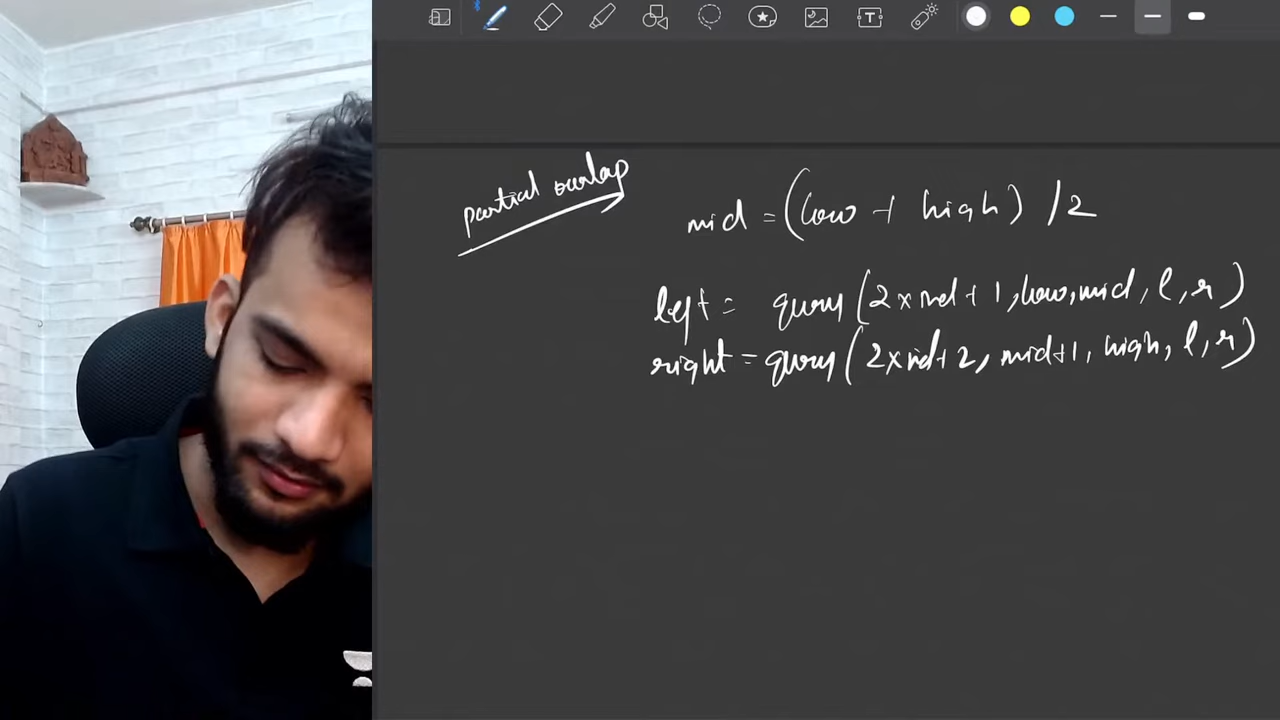 partial overlap
mid = (low + high) / 2
left = query (2 x ind + 1, low, mid, l, r)
right = query (2 x ind + 2, mid + 1, high, l, r)